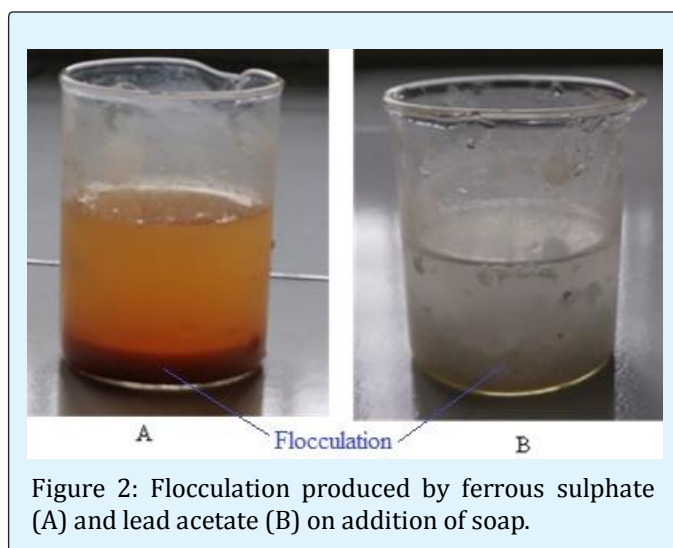 A
Flocculation
B
Figure 2: Flocculation produced by ferrous sulphate
(A) and lead acetate (B) on addition of soap.